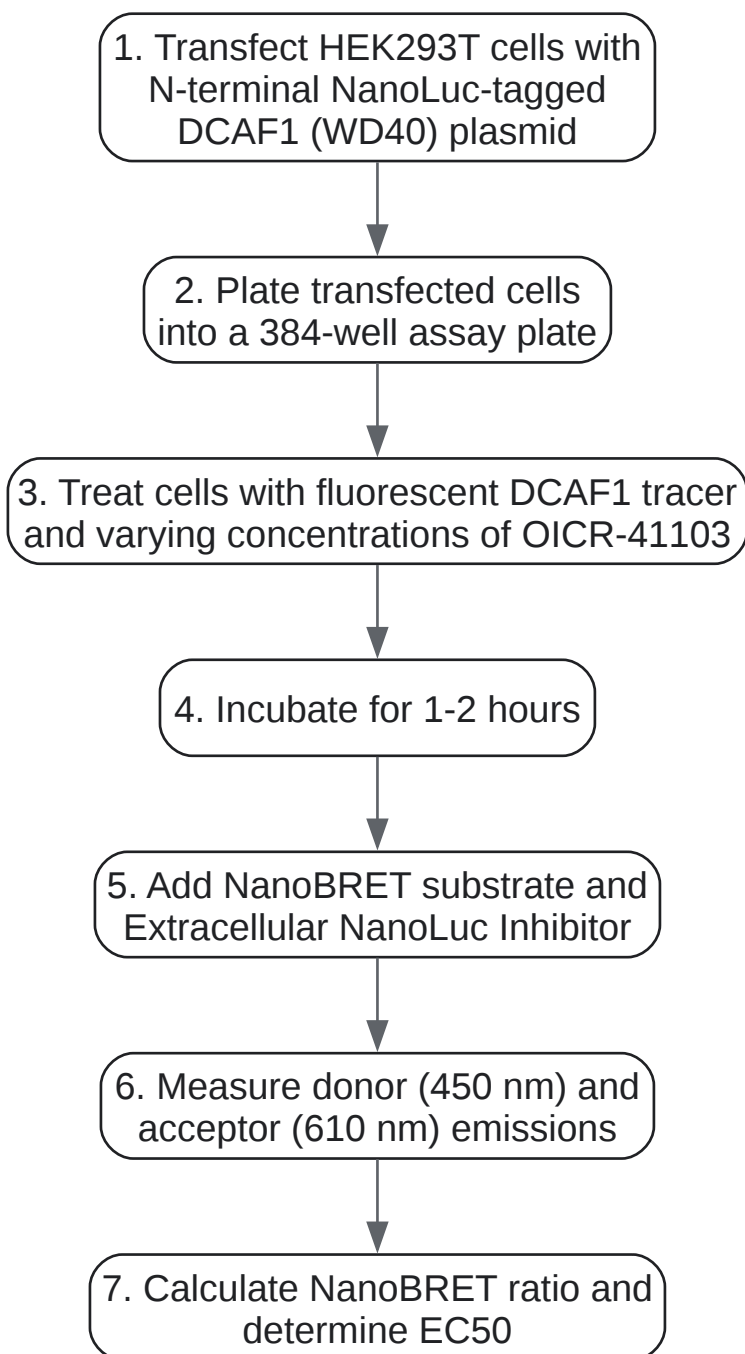 1. Transfect HEK293T cells with
N-terminal NanoLuc-tagged
DCAF1 (WD40) plasmid
2. Plate transfected cells
into a 384-well assay plate
3. Treat cells with fluorescent DCAF1 tracer
and varying concentrations of OICR-41103
4. Incubate for 1-2 hours
5. Add NanoBRET substrate and
Extracellular NanoLuc Inhibitor
6. Measure donor (450 nm) and
acceptor (610 nm) emissions
7. Calculate NanoBRET ratio and
determine EC50